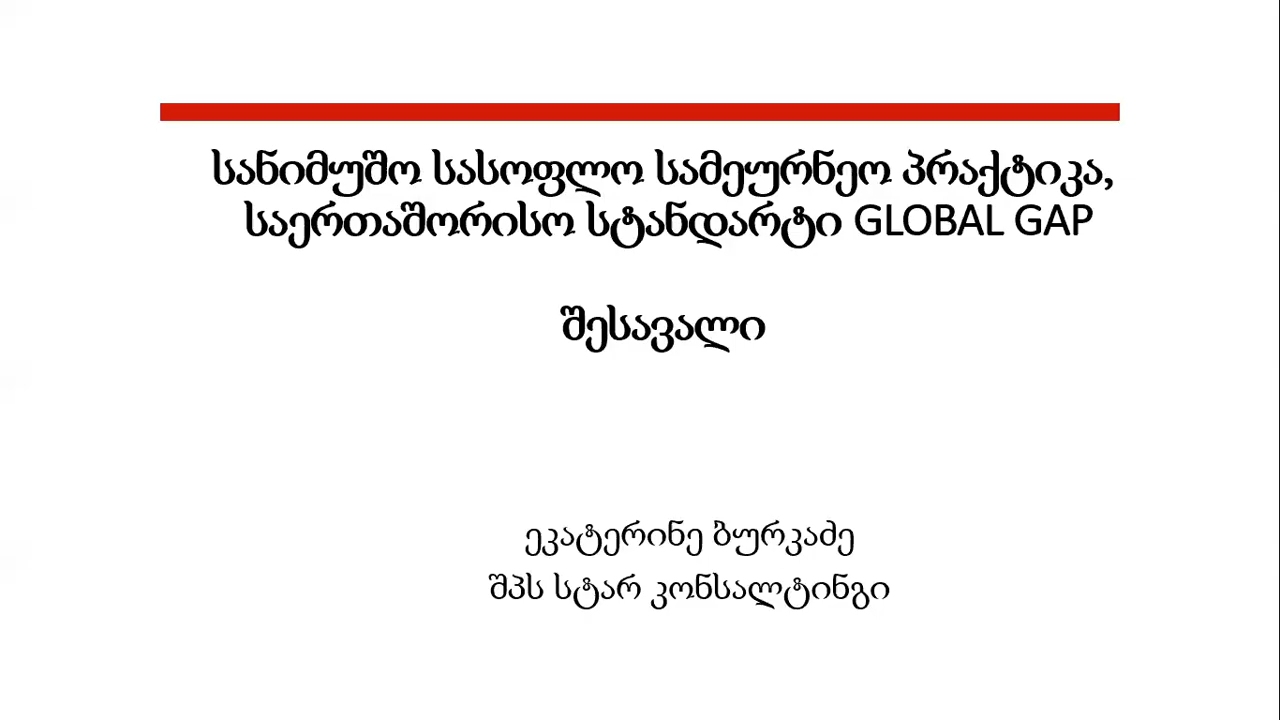 სანიმუშო სასოფლო სამეურნეო პრაქტიკა,
საერთაშორისო სტანდარტი GLOBAL GAP
შესავალი
ეკატერინე ბურკაძე
შპს სტარ კონსალტინგი